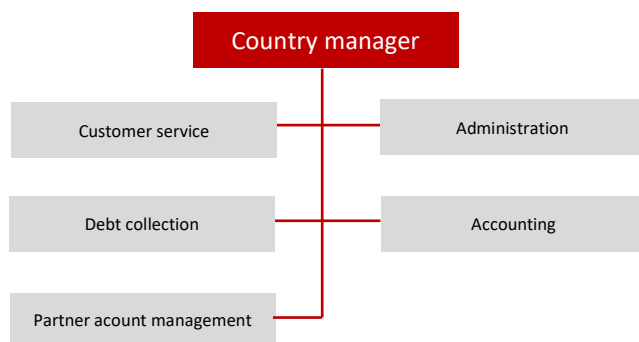 Country manager
Customer service
Administration
Debt collection
Accounting
Partner acount management